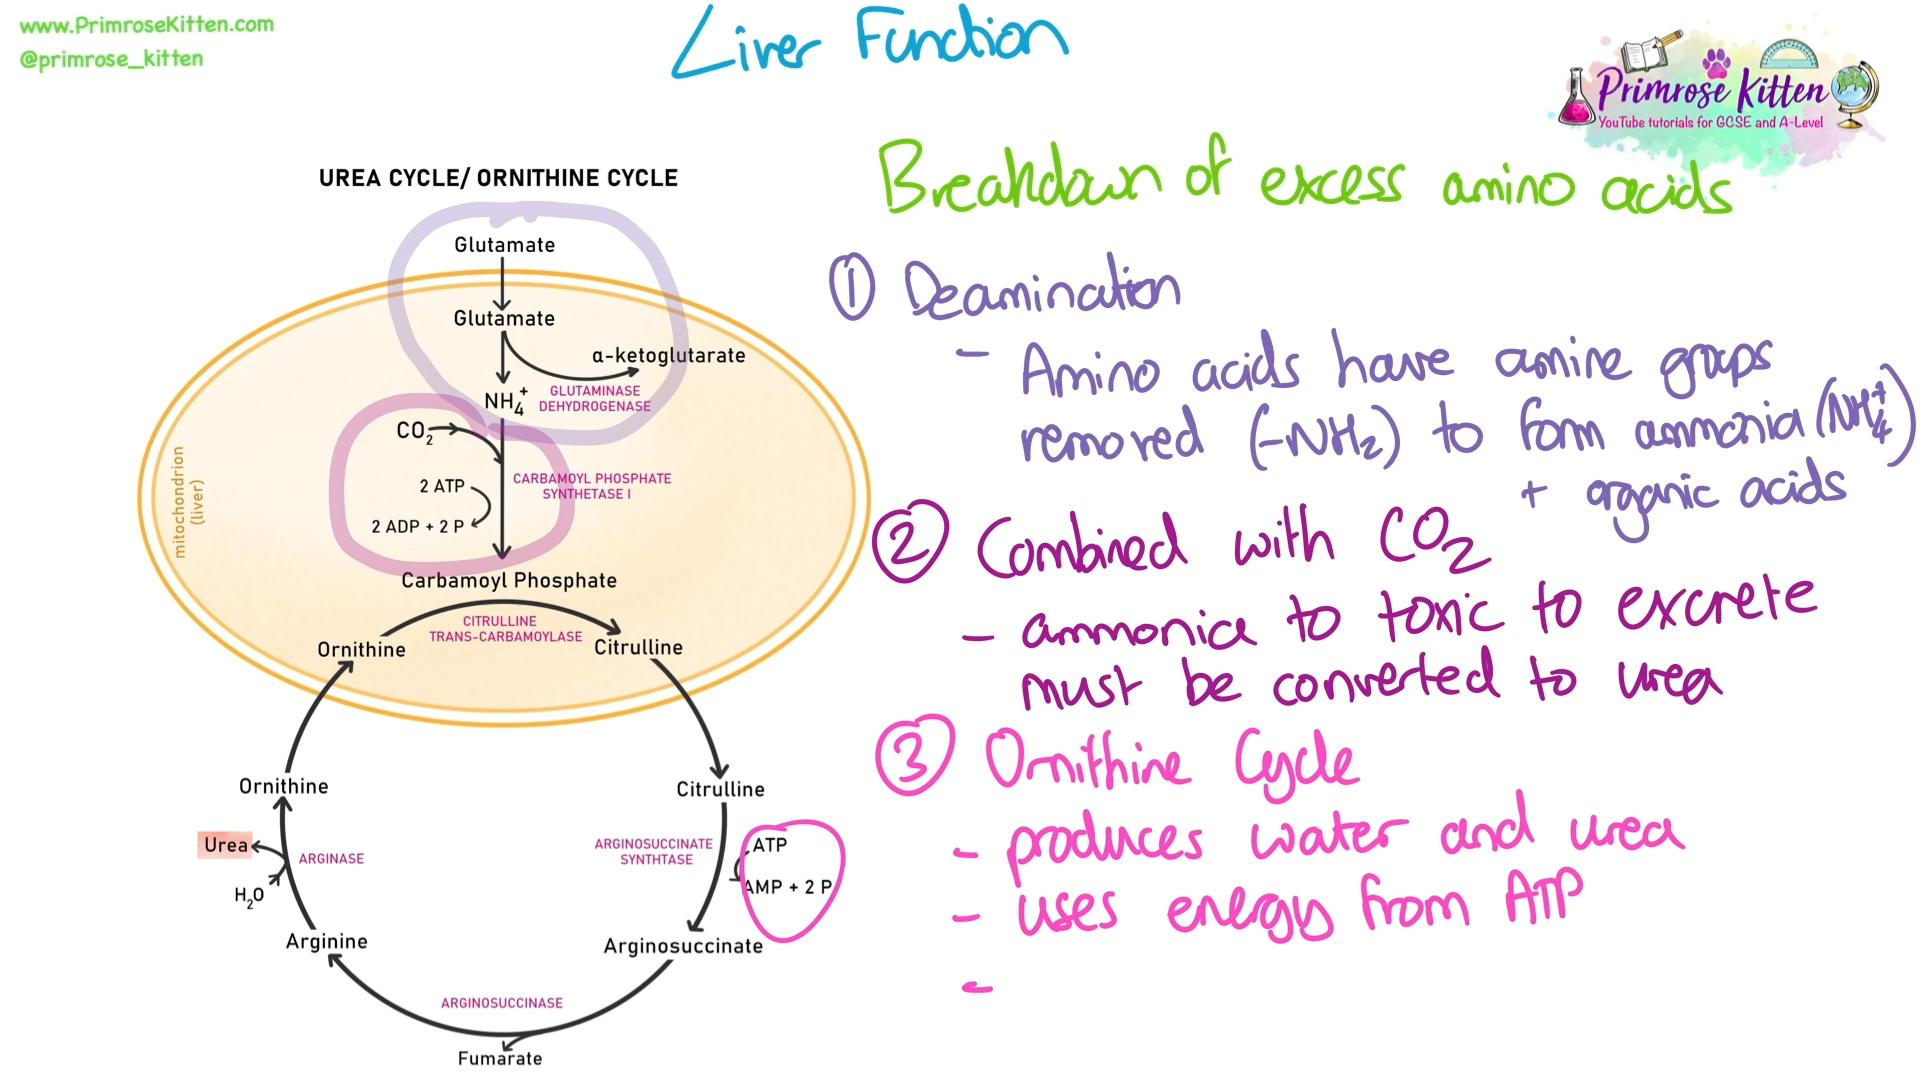 www.PrimroseKitten.com
@primrose_kitten
Liver Function
Primrose Kitten
YouTube tutorials for GCSE and A-Level
UREA CYCLE/ ORNITHINE CYCLE
Glutamate
Glutamate
α-ketoglutarate
NH4+
GLUTAMINASE
DEHYDROGENASE
CO2
2 ATP
2 ADP + 2 P
CARBAMOYL PHOSPHATE
SYNTHETASE I
mitochondrion
(liver)
Carbamoyl Phosphate
CITRULLINE
TRANS-CARBAMOYLASE
Ornithine
Citrulline
Ornithine
Citrulline
Urea
ARGINASE
H2O
ARGINOSUCCINATE
SYNTHTASE
ATP
AMP + 2 P
Arginine
Arginosuccinate
ARGINOSUCCINASE
Fumarate
Breakdown of excess amino acids
① Deamination
- Amino acids have amine groups
removed (-NH2) to form ammonia (NH4+)
+ organic acids
② Combined with CO2
- ammonia to toxic to excrete
must be converted to urea
③ Ornithine Cycle
- produces water and urea
- uses energy from ATP
-